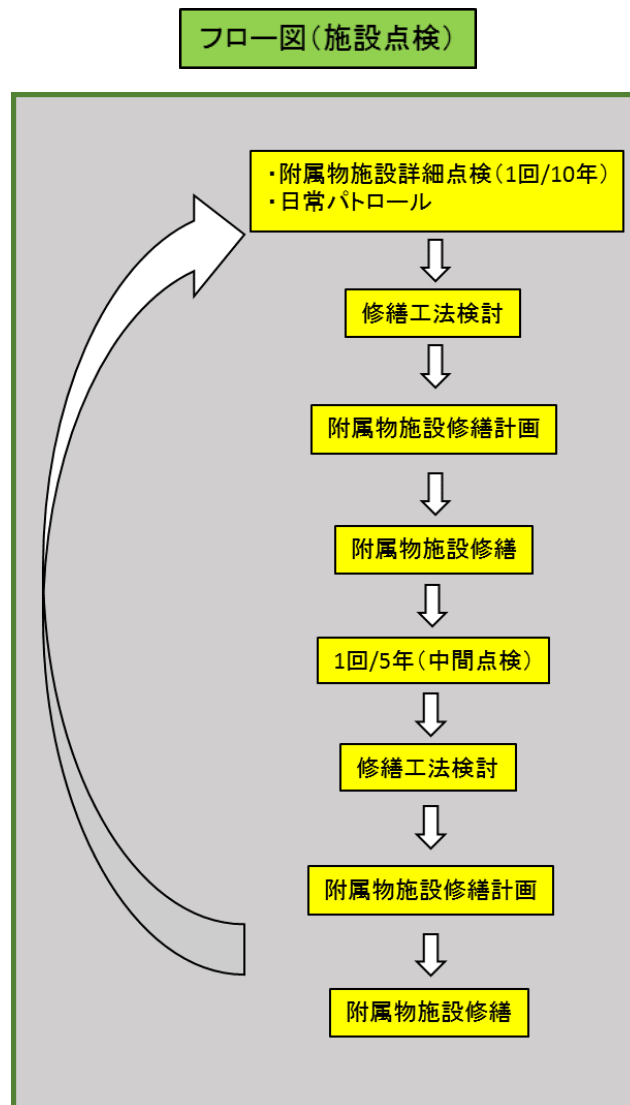 フロー図(施設点検)
・附属物施設詳細点検(1回/10年)
・日常パトロール
修繕工法検討
附属物施設修繕計画
附属物施設修繕
1回/5年(中間点検)
修繕工法検討
附属物施設修繕計画
附属物施設修繕